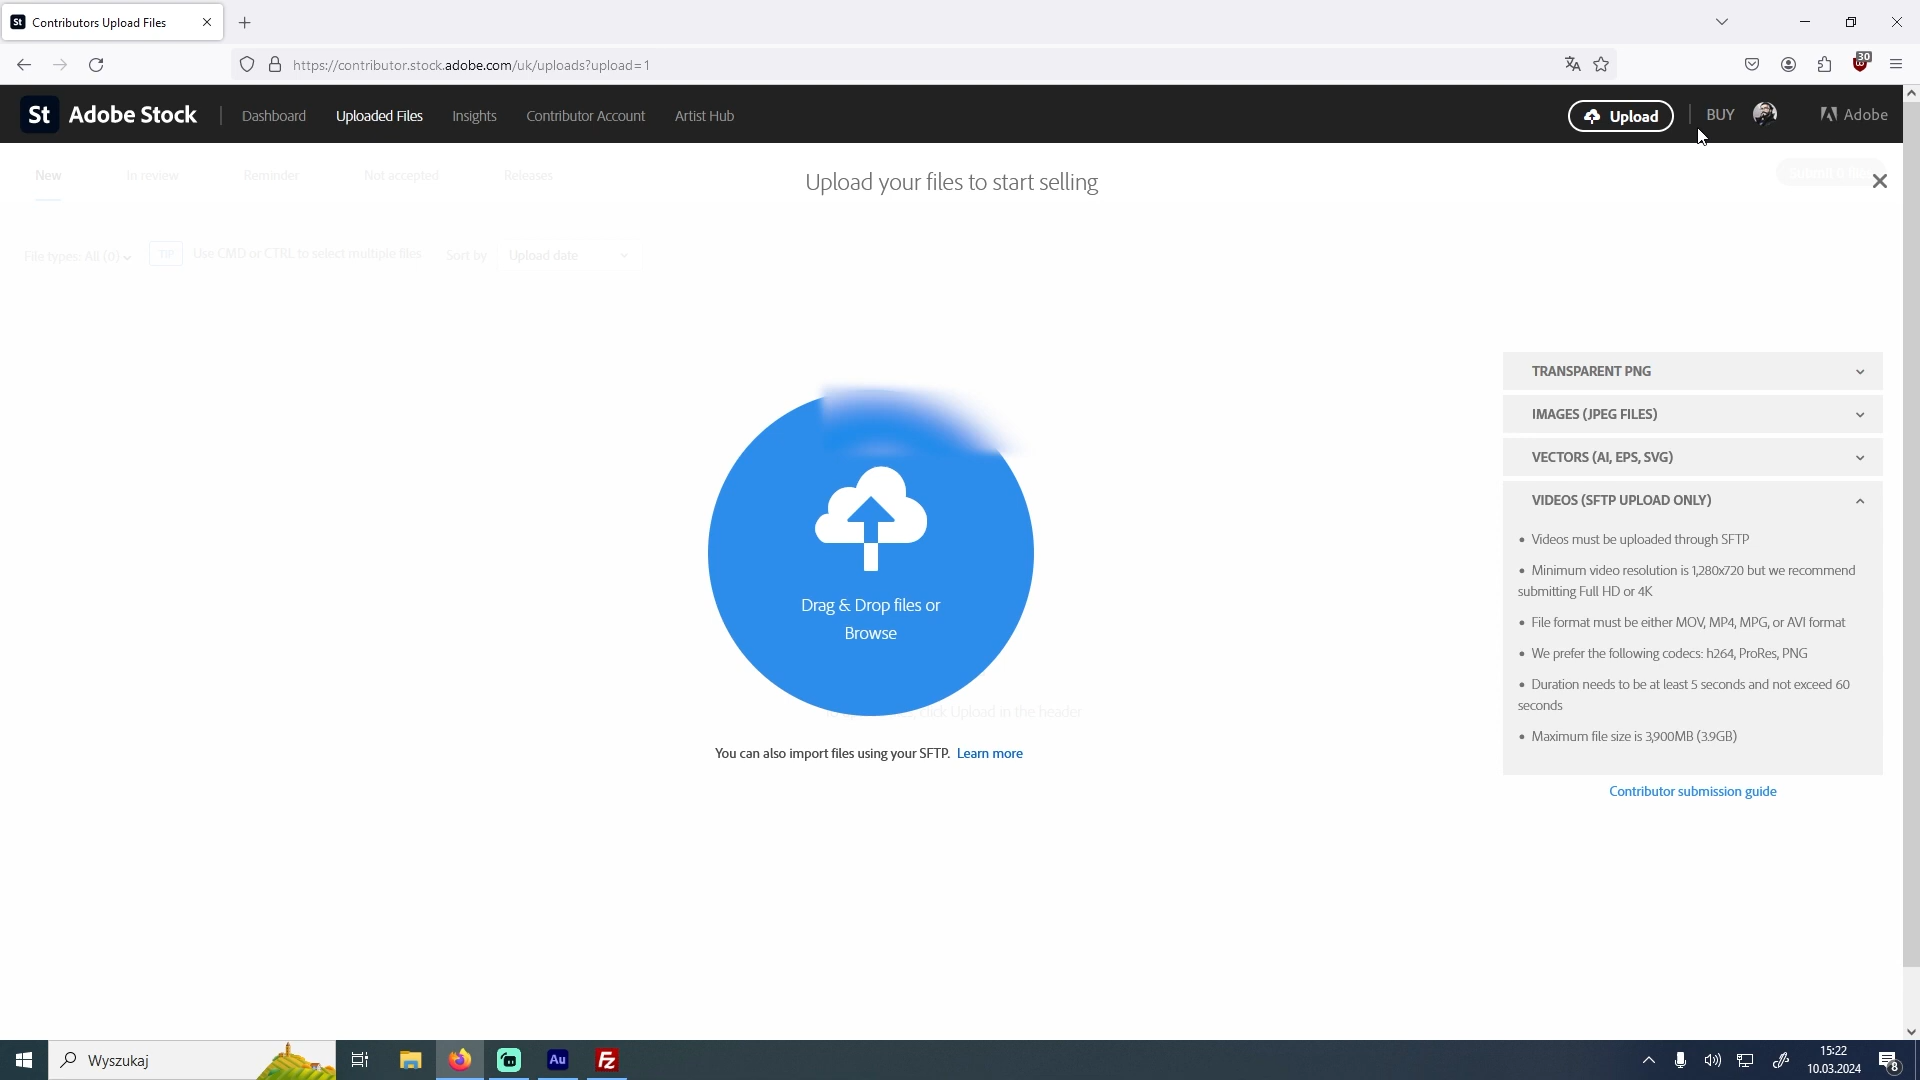 Contributors Upload Files
https://contributor.stock.adobe.com/uk/uploads?upload=1
30
St Adobe Stock
Dashboard
Uploaded Files
Insights
Contributor Account
Artist Hub
Upload
BUY
Adobe
New
In review
Reminder
Not accepted
Releases
Upload your files to start selling
File types: All (0)
TIP
Use CMD or CTRL to select multiple files
Sort by
Upload date
TRANSPARENT PNG
IMAGES (JPEG FILES)
VECTORS (AI, EPS, SVG)
VIDEOS (SFTP UPLOAD ONLY)
• Videos must be uploaded through SFTP
• Minimum video resolution is 1,280x720 but we recommend
submitting Full HD or 4K
• File format must be either MOV, MP4, MPG, or AVI format
• We prefer the following codecs: h264, ProRes, PNG
• Duration needs to be at least 5 seconds and not exceed 60
seconds
• Maximum file size is 3,900MB (3.9GB)
Contributor submission guide
Drag & Drop files or
Browse
click Upload in the header
You can also import files using your SFTP. Learn more
Wyszukaj
Au
Fz
15:22
10.03.2024
8